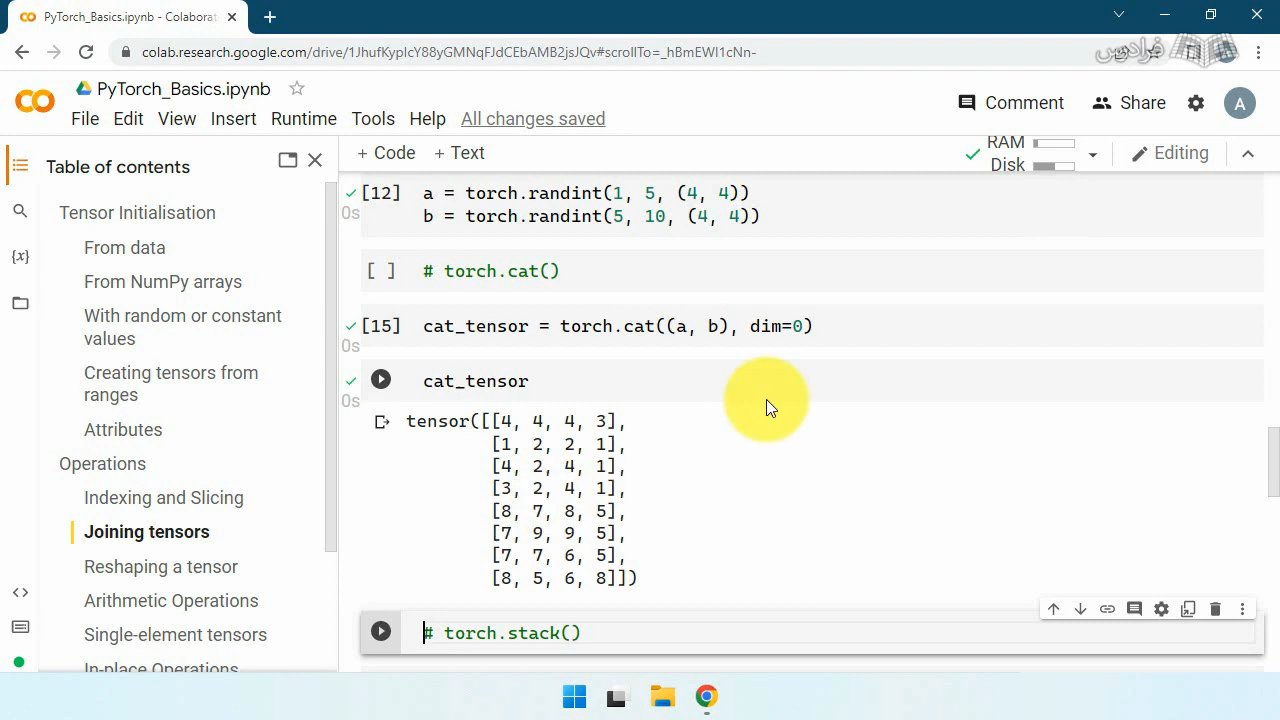 PyTorch_Basics.ipynb - Colaborat
colab.research.google.com/drive/1JhufKyplcY88yGMNqFJdCEbAMB2jsJQv#scrollTo=_hBmEWI1cNn-
فرادرس
PyTorch_Basics.ipynb
Comment
Share
A
File Edit View Insert Runtime Tools Help All changes saved
Table of contents
+ Code + Text
RAM
Disk
Editing
Tensor Initialisation
From data
From NumPy arrays
With random or constant
values
Creating tensors from
ranges
Attributes
Operations
Indexing and Slicing
Joining tensors
Reshaping a tensor
Arithmetic Operations
Single-element tensors
In-place Operations
{x}
[12] a = torch.randint(1, 5, (4, 4))
0s b = torch.randint(5, 10, (4, 4))
[ ] # torch.cat()
[15] cat_tensor = torch.cat((a, b), dim=0)
0s
cat_tensor
0s
tensor([[4, 4, 4, 3],
[1, 2, 2, 1],
[4, 2, 4, 1],
[3, 2, 4, 1],
[8, 7, 8, 5],
[7, 9, 9, 5],
[7, 7, 6, 5],
[8, 5, 6, 8]])
# torch.stack()